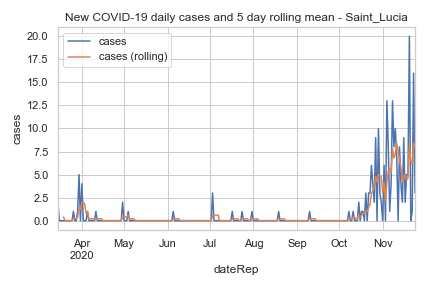 New COVID-19 daily cases and 5 day rolling mean - Saint_Lucia
cases
cases (rolling)
20.0
17.5
15.0
12.5
10.0
7.5
5.0
2.5
0.0
cases
Apr
2020
May
Jun
Jul
Aug
Sep
Oct
Nov
dateRep